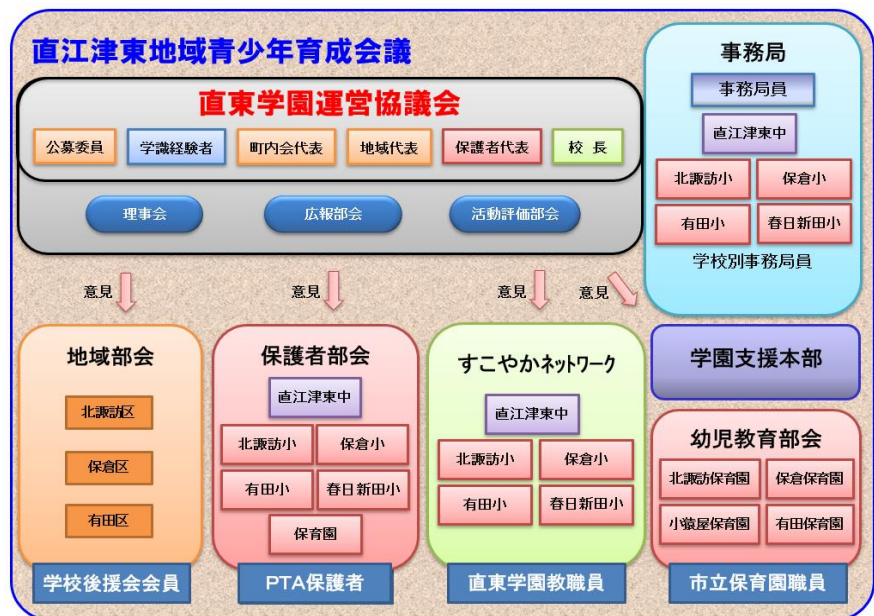 直江津東地域青少年育成会議
直東学園運営協議会
公募委員 学識経験者 町内会代表 地域代表 保護者代表 校 長
理事会 広報部会 活動評価部会
事務局
事務局員
直江津東中
北諏訪小 保倉小
有田小 春日新田小
学校別事務局員
意見 意見 意見 意見
地域部会
北諏訪区
保倉区
有田区
学校後援会会員
保護者部会
直江津東中
北諏訪小 保倉小
有田小 春日新田小
保育園
PTA保護者
すこやかネットワーク
直江津東中
北諏訪小 保倉小
有田小 春日新田小
直東学園教職員
学園支援本部
幼児教育部会
北諏訪保育園 保倉保育園
小猿屋保育園 有田保育園
市立保育園職員